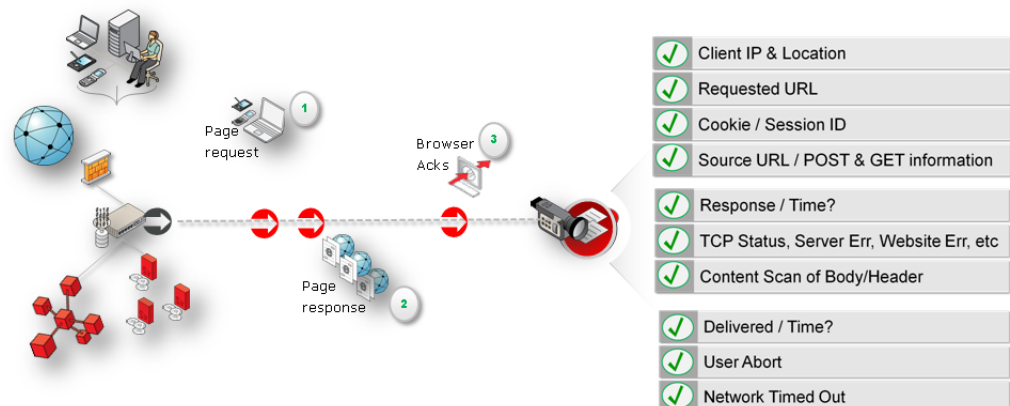 1
Page
request
Browser
Acks
3
Page
response
2
Client IP & Location
Requested URL
Cookie / Session ID
Source URL / POST & GET information
Response / Time?
TCP Status, Server Err, Website Err, etc
Content Scan of Body/Header
Delivered / Time?
User Abort
Network Timed Out